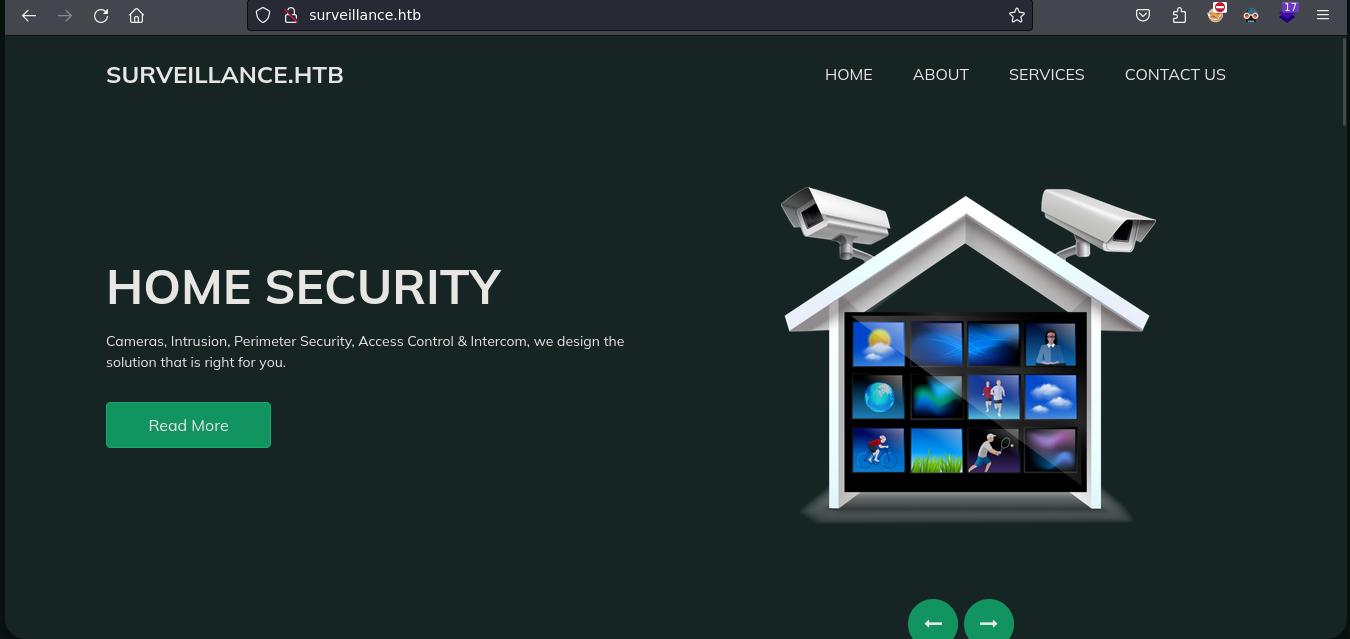 surveillance.htb
17
SURVEILLANCE.HTB
HOME ABOUT SERVICES CONTACT US
HOME SECURITY
Cameras, Intrusion, Perimeter Security, Access Control & Intercom, we design the
solution that is right for you.
Read More